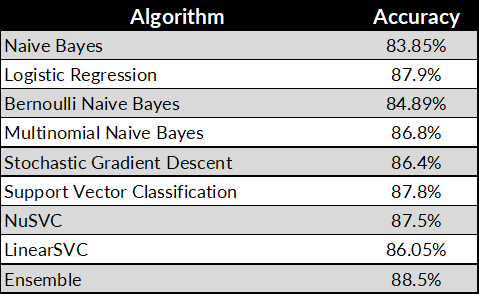 Algorithm Accuracy
Naive Bayes 83.85%
Logistic Regression 87.9%
Bernoulli Naive Bayes 84.89%
Multinomial Naive Bayes 86.8%
Stochastic Gradient Descent 86.4%
Support Vector Classification 87.8%
NuSVC 87.5%
LinearSVC 86.05%
Ensemble 88.5%